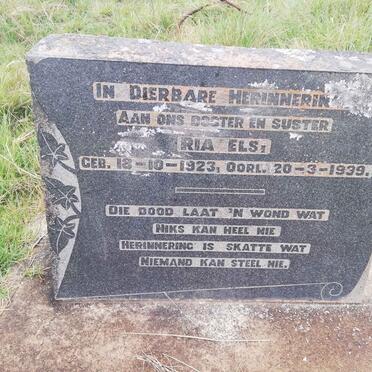 IN DIERBARE HERINNERIN
AAN ONS DOGTER EN SUSTER
RIA ELS,
GEB. 18-10-1923, OORL. 20-3-1939.
DIE DOOD LAAT 'N WOND WAT
NIKS KAN HEEL NIE
HERINNERING IS SKATTE WAT
NIEMAND KAN STEEL NIE.